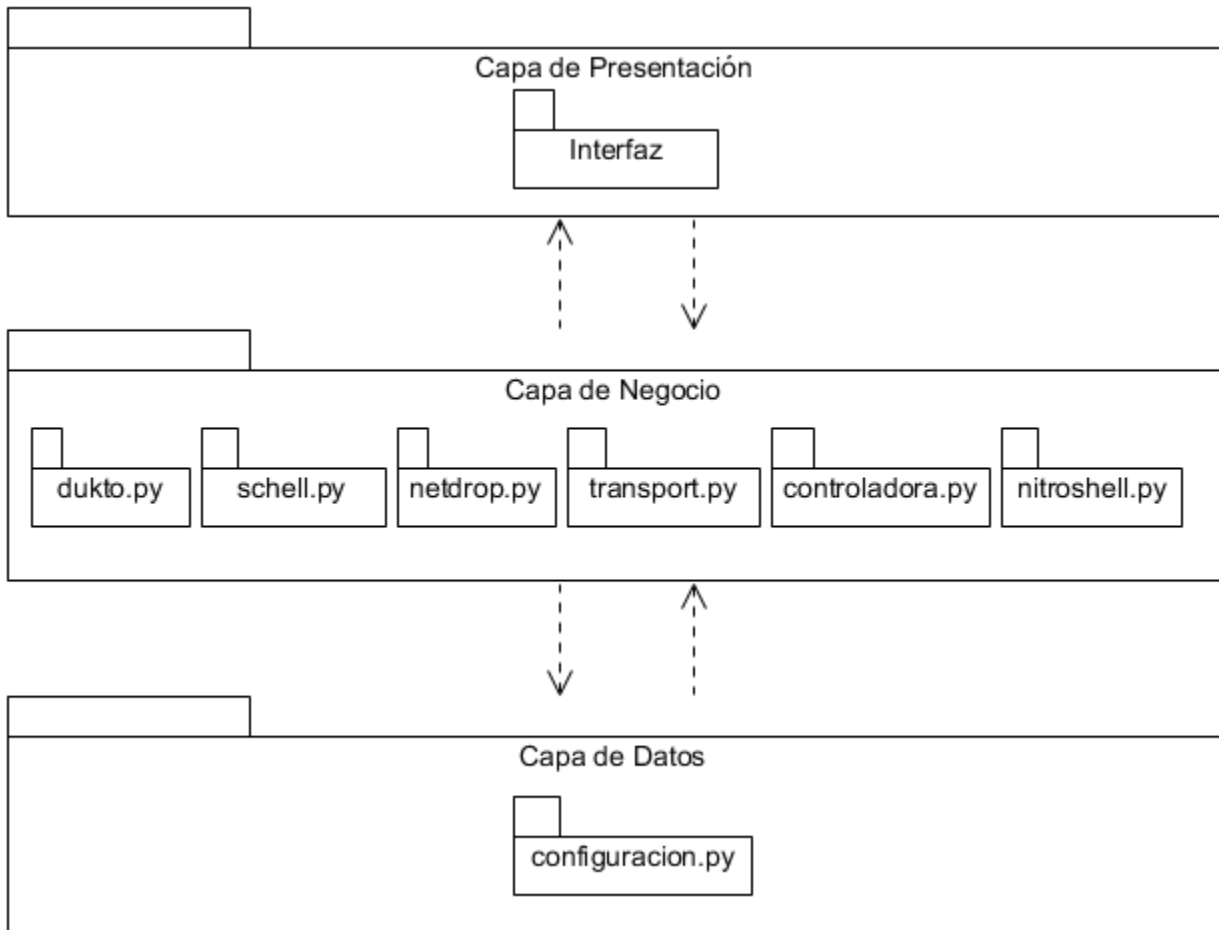 Capa de Presentación
Interfaz
Capa de Negocio
dukto.py
schell.py
netdrop.py
transport.py
controladora.py
nitroshell.py
Capa de Datos
configuracion.py